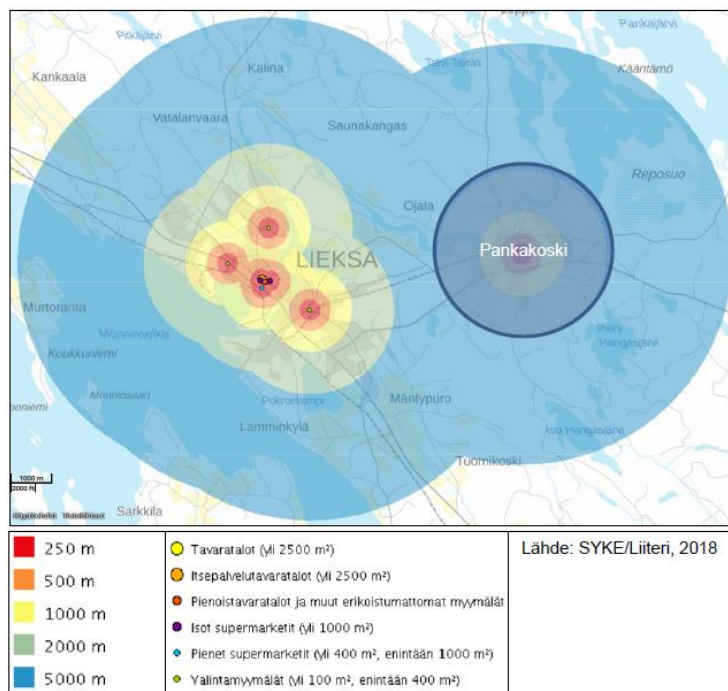 Pitkäjärvi
Kankaala
Kalina
Pankajärvi
Kääntämö
Vatalanvaara
Saunakangas
Reposuo
Ojala
LIEKSA
Pankakoski
Murtoranta
Mönninselkä
Koukkuniemi
Mönninsaari
Pieni
Hangasjärvi
Pokronlampi
Mäntypuro
Lamminkylä
Iso Hangasjärvi
Tuomikoski
Sarkkila
1000 m
2000 ft
250 m
500 m
1000 m
2000 m
5000 m
Tavaratalot (yli 2500 m²)
Itsepalvelutavaratalot (yli 2500 m²)
Pienoistavaratalot ja muut erikoistumattomat myymälät
Isot supermarketit (yli 1000 m²)
Pienet supermarketit (yli 400 m², enintään 1000 m²)
Valintamyymälät (yli 100 m², enintään 400 m²)
Lähde: SYKE/Liiteri, 2018